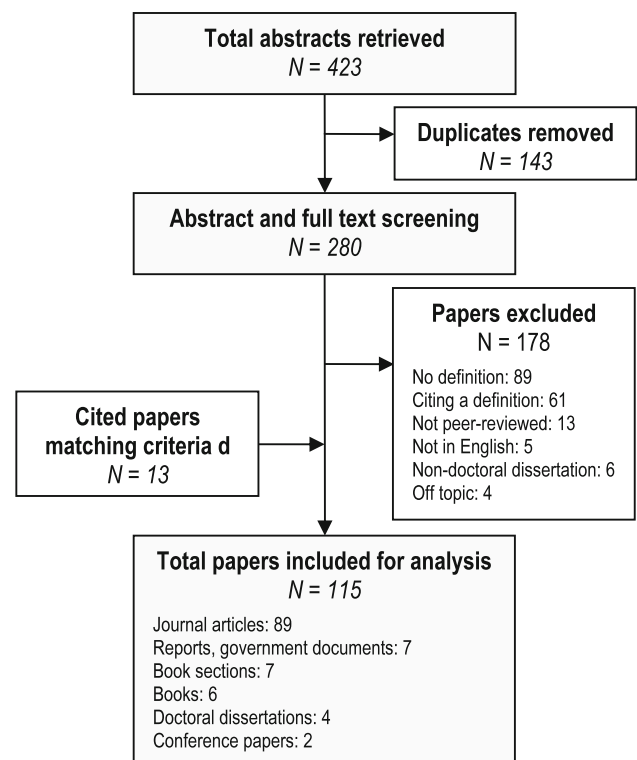 Total abstracts retrieved
N = 423
Duplicates removed
N = 143
Abstract and full text screening
N = 280
Papers excluded
N = 178
No definition: 89
Citing a definition: 61
Not peer-reviewed: 13
Not in English: 5
Non-doctoral dissertation: 6
Off topic: 4
Cited papers
matching criteria d
N = 13
Total papers included for analysis
N = 115
Journal articles: 89
Reports, government documents: 7
Book sections: 7
Books: 6
Doctoral dissertations: 4
Conference papers: 2